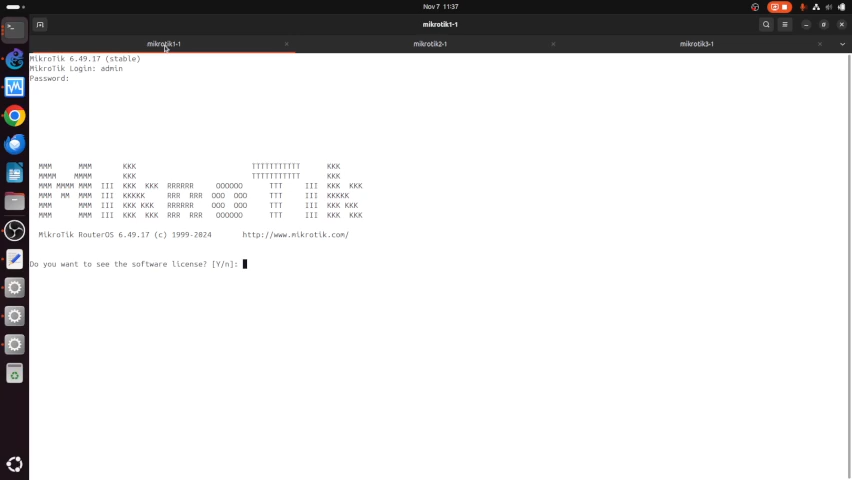 Nov 7 11:37
mikrotik1-1
mikrotik1-1
mikrotik2-1
mikrotik3-1
MikroTik 6.49.17 (stable)
MikroTik Login: admin
Password:
MMM      MMM       KKK                          TTTTTTTTTTT      KKK
MMMM    MMMM       KKK                          TTTTTTTTTTT      KKK
MMM MMMM MMM  III  KKK  KKK  RRRRRR     OOOOOO      TTT     III  KKK  KKK
MMM  MM  MMM  III  KKKKK     RRR  RRR  OOO  OOO     TTT     III  KKKKK
MMM      MMM  III  KKK KKK   RRRRRR    OOO  OOO     TTT     III  KKK KKK
MMM      MMM  III  KKK  KKK  RRR  RRR   OOOOOO      TTT     III  KKK  KKK
MikroTik RouterOS 6.49.17 (c) 1999-2024       http://www.mikrotik.com/
Do you want to see the software license? [Y/n]: